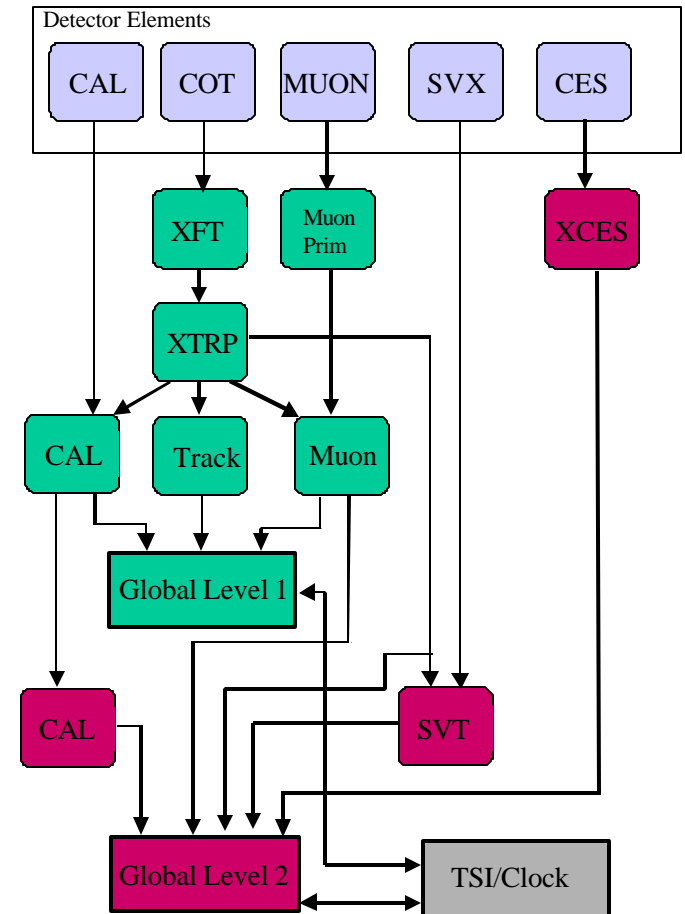 Detector Elements
CAL
COT
MUON
SVX
CES
XFT
Muon
Prim
XCES
XTRP
CAL
Track
Muon
Global Level 1
CAL
SVT
Global Level 2
TSI/Clock